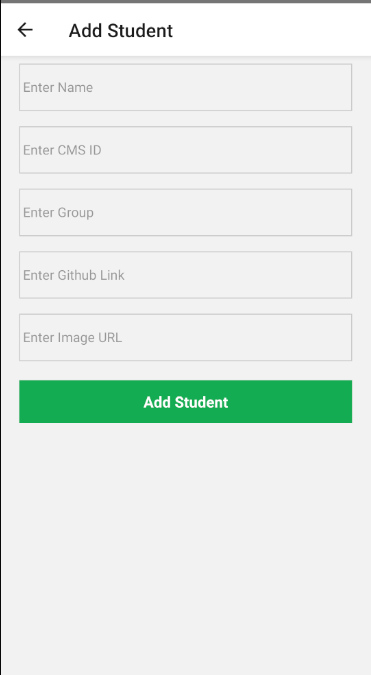 Add Student
Enter Name
Enter CMS ID
Enter Group
Enter Github Link
Enter Image URL
Add Student